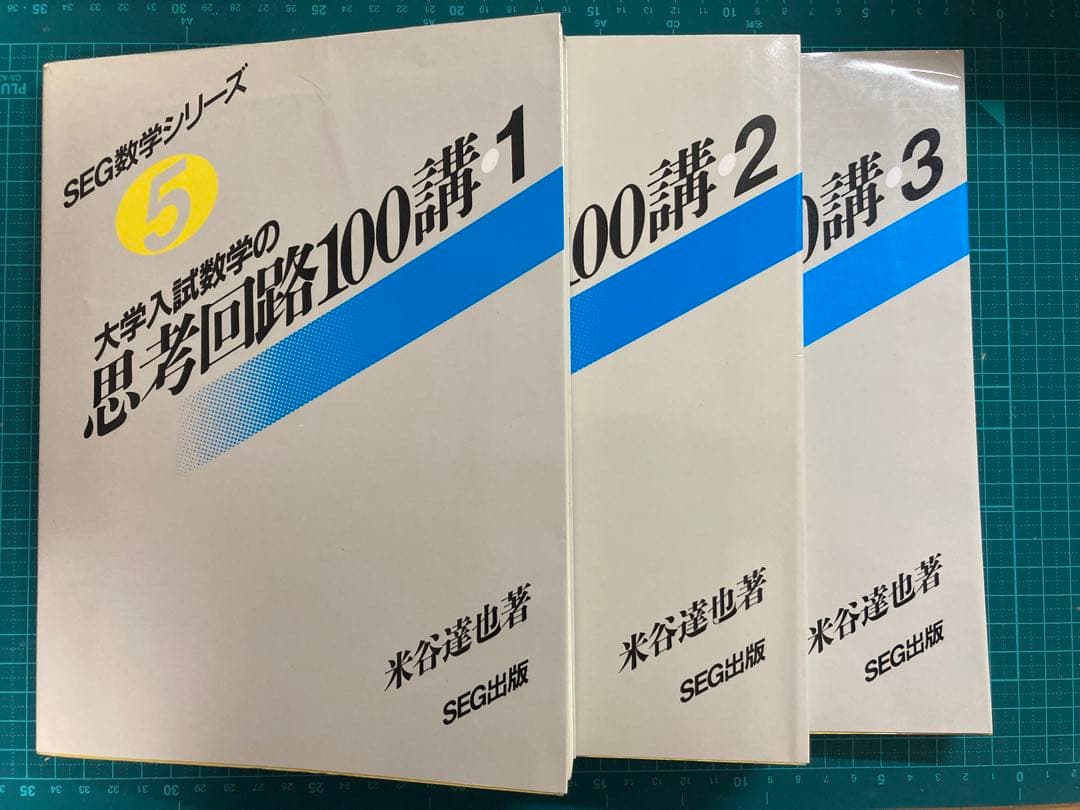 SEG数学シリーズ
5
大学入試数学の
思考回路100講・1
米谷達也著
SEG出版
100講・2
米谷達也著
SEG出版
0講・3
米谷達也著
SEG出版